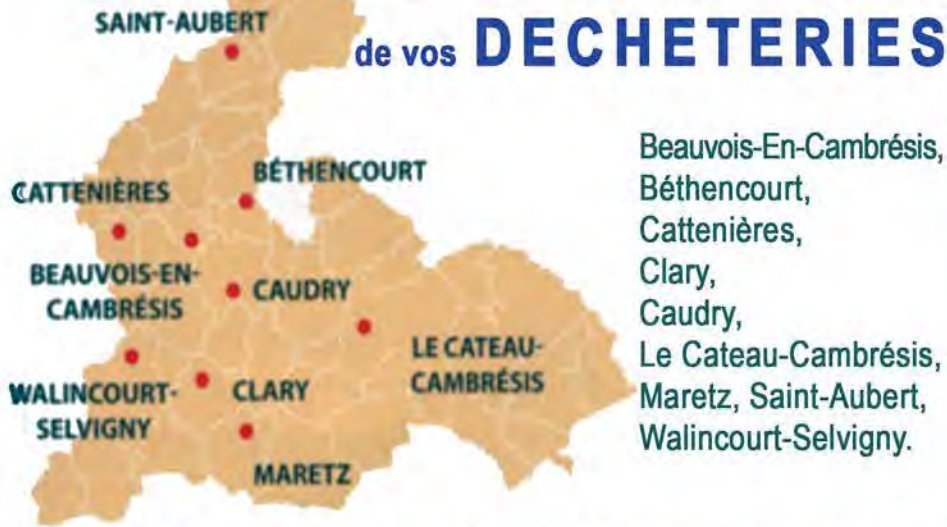 de vos DECHETERIES
SAINT-AUBERT
BÉTHENCOURT
CATTENIÈRES
BEAUVOIS-EN-
CAMBRÉSIS
CAUDRY
LE CATEAU-
CAMBRÉSIS
WALINCOURT-
SELVIGNY
CLARY
MARETZ
Beauvois-En-Cambrésis,
Béthencourt,
Cattenières,
Clary,
Caudry,
Le Cateau-Cambrésis,
Maretz, Saint-Aubert,
Walincourt-Selvigny.